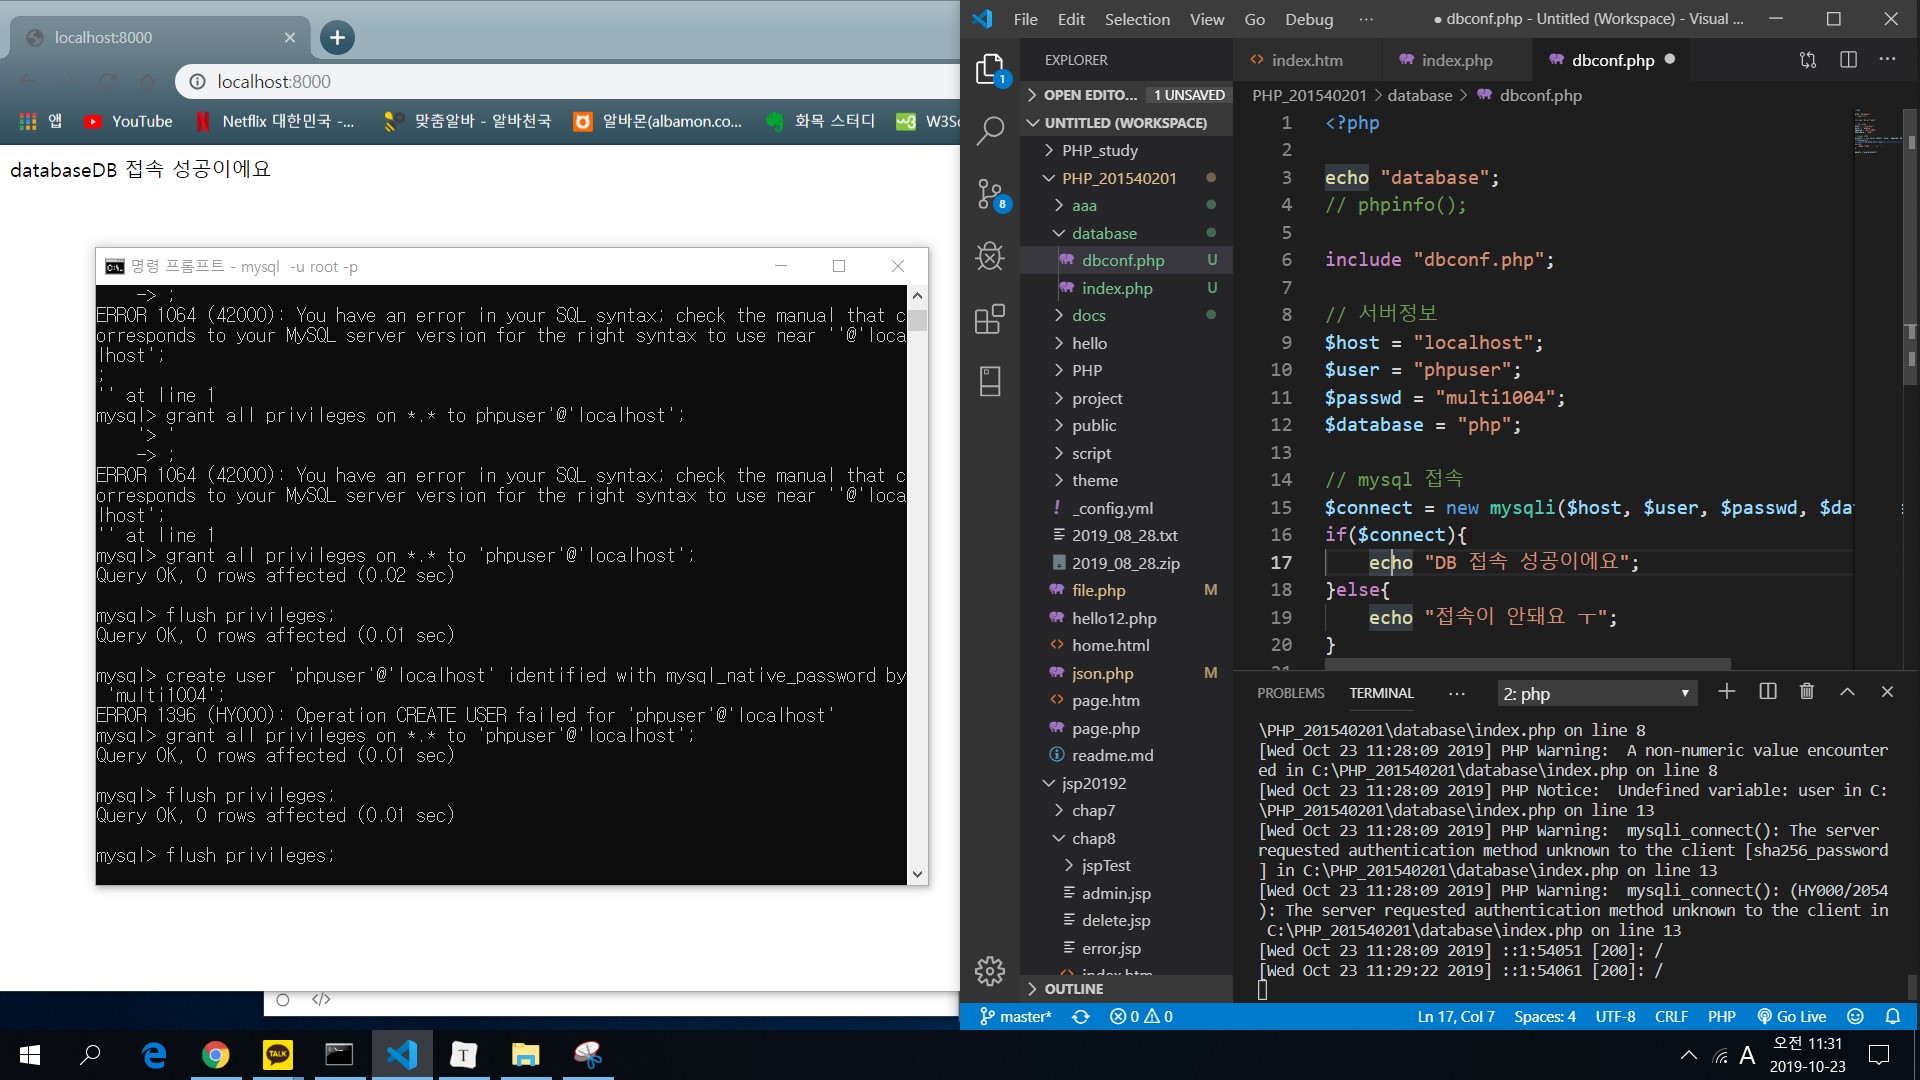 localhost:8000
localhost:8000
앱
YouTube
Netflix 대한민국 -...
맞춤알바 - 알바천국
알바몬(albamon.co...
화목 스터디
W3Sc
databaseDB 접속 성공이에요
명령 프롬프트 - mysql  -u root -p
-> ;
ERROR 1064 (42000): You have an error in your SQL syntax; check the manual that c
orresponds to your MySQL server version for the right syntax to use near ''@'loca
lhost';
;
'' at line 1
mysql> grant all privileges on *.* to phpuser'@'localhost';
'> '
-> ;
ERROR 1064 (42000): You have an error in your SQL syntax; check the manual that c
orresponds to your MySQL server version for the right syntax to use near ''@'loca
lhost';
'' at line 1
mysql> grant all privileges on *.* to 'phpuser'@'localhost';
Query OK, 0 rows affected (0.02 sec)
mysql> flush privileges;
Query OK, 0 rows affected (0.01 sec)
mysql> create user 'phpuser'@'localhost' identified with mysql_native_password by
'multi1004';
ERROR 1396 (HY000): Operation CREATE USER failed for 'phpuser'@'localhost'
mysql> grant all privileges on *.* to 'phpuser'@'localhost';
Query OK, 0 rows affected (0.01 sec)
mysql> flush privileges;
Query OK, 0 rows affected (0.01 sec)
mysql> flush privileges;
File Edit Selection View Go Debug ···
● dbconf.php - Untitled (Workspace) - Visual ...
1
8
EXPLORER
OPEN EDITO... 1 UNSAVED
UNTITLED (WORKSPACE)
PHP_study
PHP_201540201
aaa
database
dbconf.php U
index.php U
docs
hello
PHP
project
public
script
theme
_config.yml
2019_08_28.txt
2019_08_28.zip
file.php M
hello12.php
home.html
json.php M
page.htm
page.php
readme.md
jsp20192
chap7
chap8
jspTest
admin.jsp
delete.jsp
error.jsp
index.htm
OUTLINE
index.htm
index.php
dbconf.php
PHP_201540201 > database > dbconf.php
1 <?php
2
3 echo "database";
4 // phpinfo();
5
6 include "dbconf.php";
7
8 // 서버정보
9 $host = "localhost";
10 $user = "phpuser";
11 $passwd = "multi1004";
12 $database = "php";
13
14 // mysql 접속
15 $connect = new mysqli($host, $user, $passwd, $da
16 if($connect){
17 echo "DB 접속 성공이에요";
18 }else{
19 echo "접속이 안돼요 ㅜ";
20 }
21
PROBLEMS TERMINAL ··· 2: php
\PHP_201540201\database\index.php on line 8
[Wed Oct 23 11:28:09 2019] PHP Warning:  A non-numeric value encounter
ed in C:\PHP_201540201\database\index.php on line 8
[Wed Oct 23 11:28:09 2019] PHP Notice:  Undefined variable: user in C:
\PHP_201540201\database\index.php on line 13
[Wed Oct 23 11:28:09 2019] PHP Warning:  mysqli_connect(): The server
requested authentication method unknown to the client [sha256_password
] in C:\PHP_201540201\database\index.php on line 13
[Wed Oct 23 11:28:09 2019] PHP Warning:  mysqli_connect(): (HY000/2054
): The server requested authentication method unknown to the client in
C:\PHP_201540201\database\index.php on line 13
[Wed Oct 23 11:28:09 2019] ::1:54051 [200]: /
[Wed Oct 23 11:29:22 2019] ::1:54061 [200]: /
master* 0 0 Ln 17, Col 7 Spaces: 4 UTF-8 CRLF PHP Go Live
TALK
T
A
오전 11:31
2019-10-23